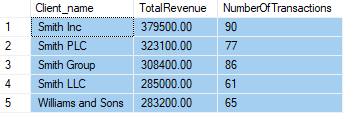 Client_name TotalRevenue NumberOfTransactions
1 Smith Inc 379500.00 90
2 Smith PLC 323100.00 77
3 Smith Group 308400.00 86
4 Smith LLC 285000.00 61
5 Williams and Sons 283200.00 65